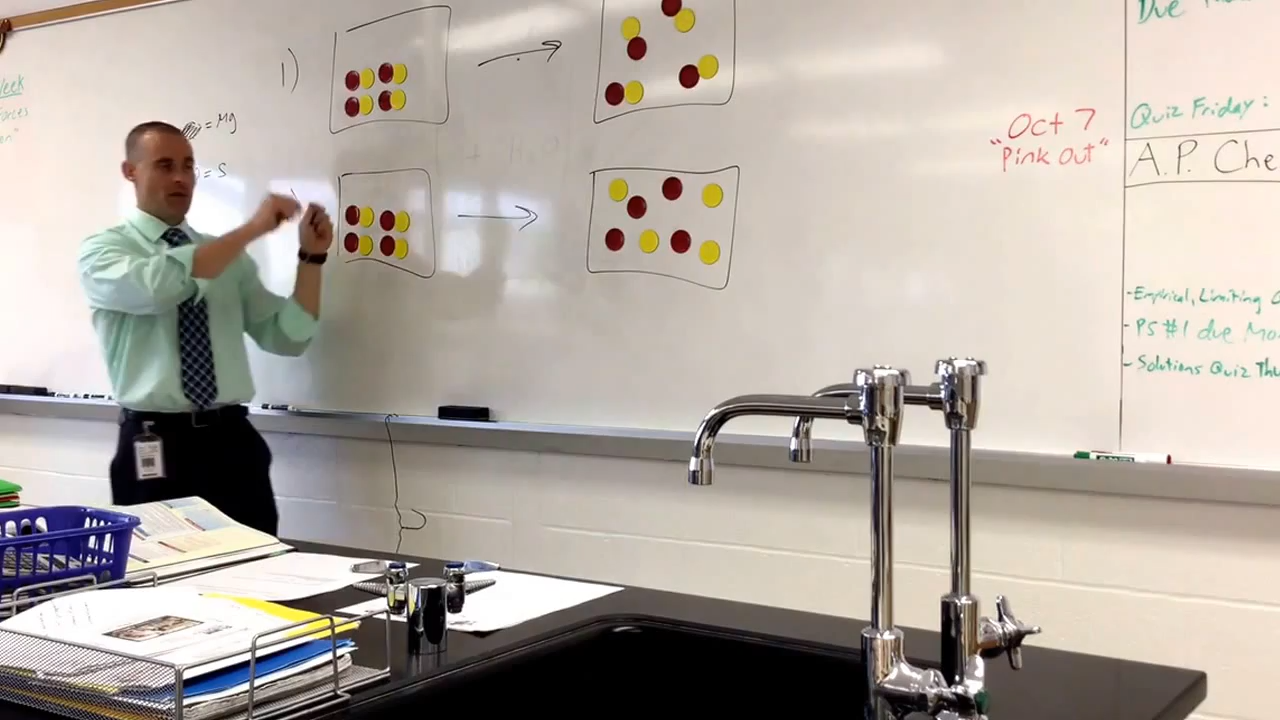 Week
1)
= Mg
= S
Oct 7
"Pink Out"
Due
Quiz Friday:
A.P. Che
- Empirical, Limiting
- PS #1 due Mo
- Solutions Quiz Thu